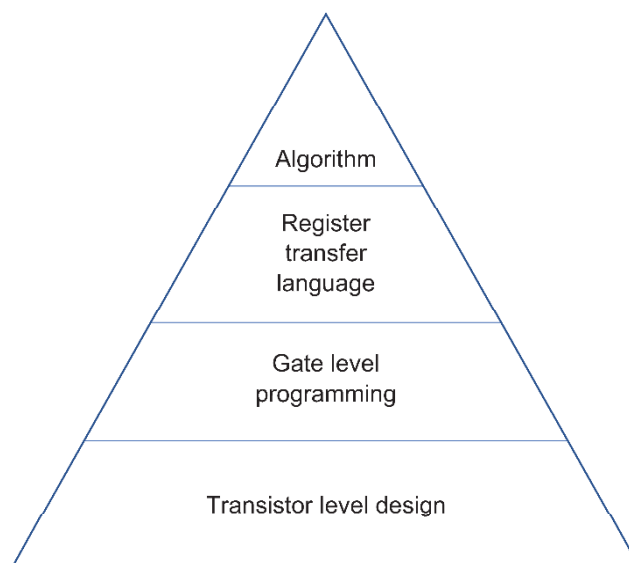 Algorithm
Register
transfer
language
Gate level
programming
Transistor level design